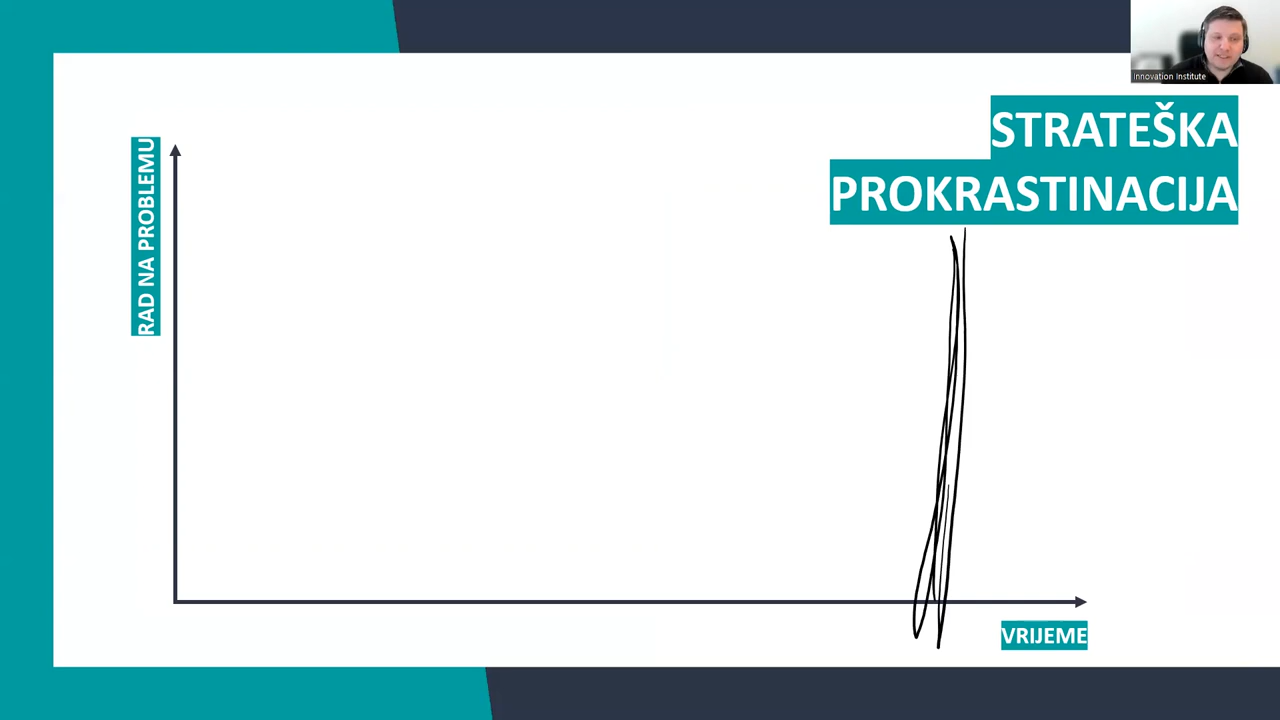 Innovation Institute
STRATEŠKA
PROKRASTINACIJA
RAD NA PROBLEMU
VRIJEME